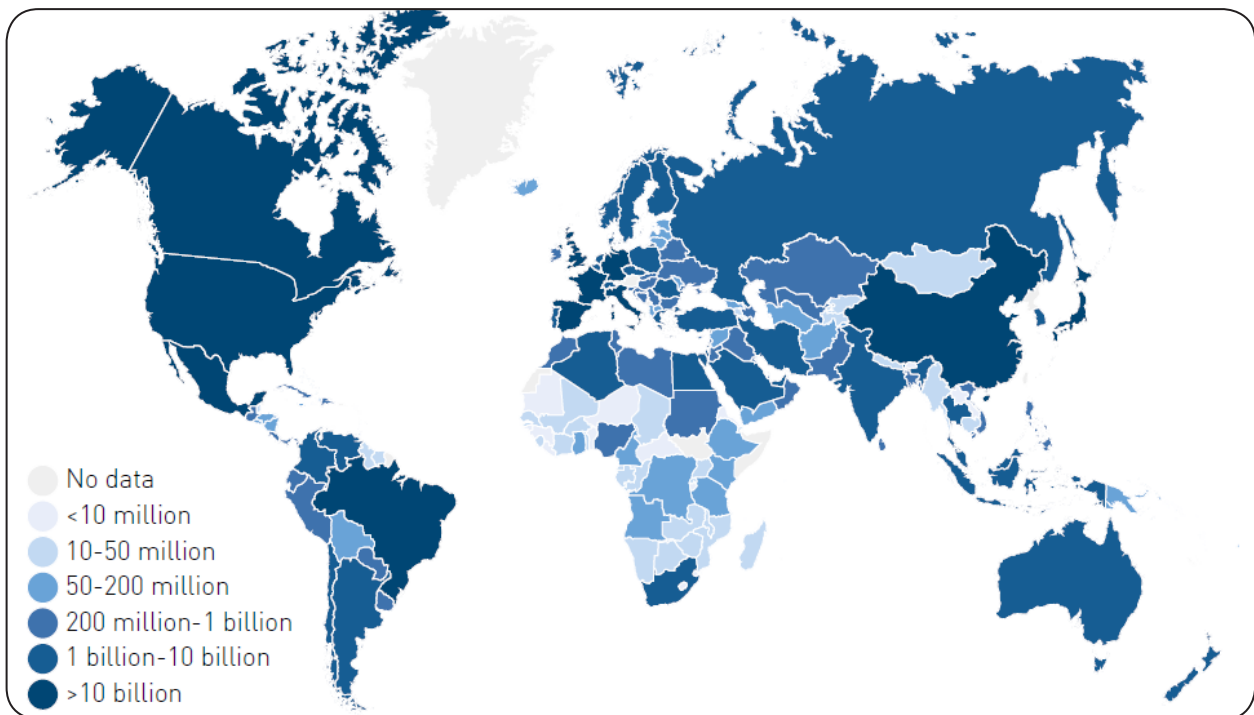 No data
<10 million
10-50 million
50-200 million
200 million-1 billion
1 billion-10 billion
>10 billion